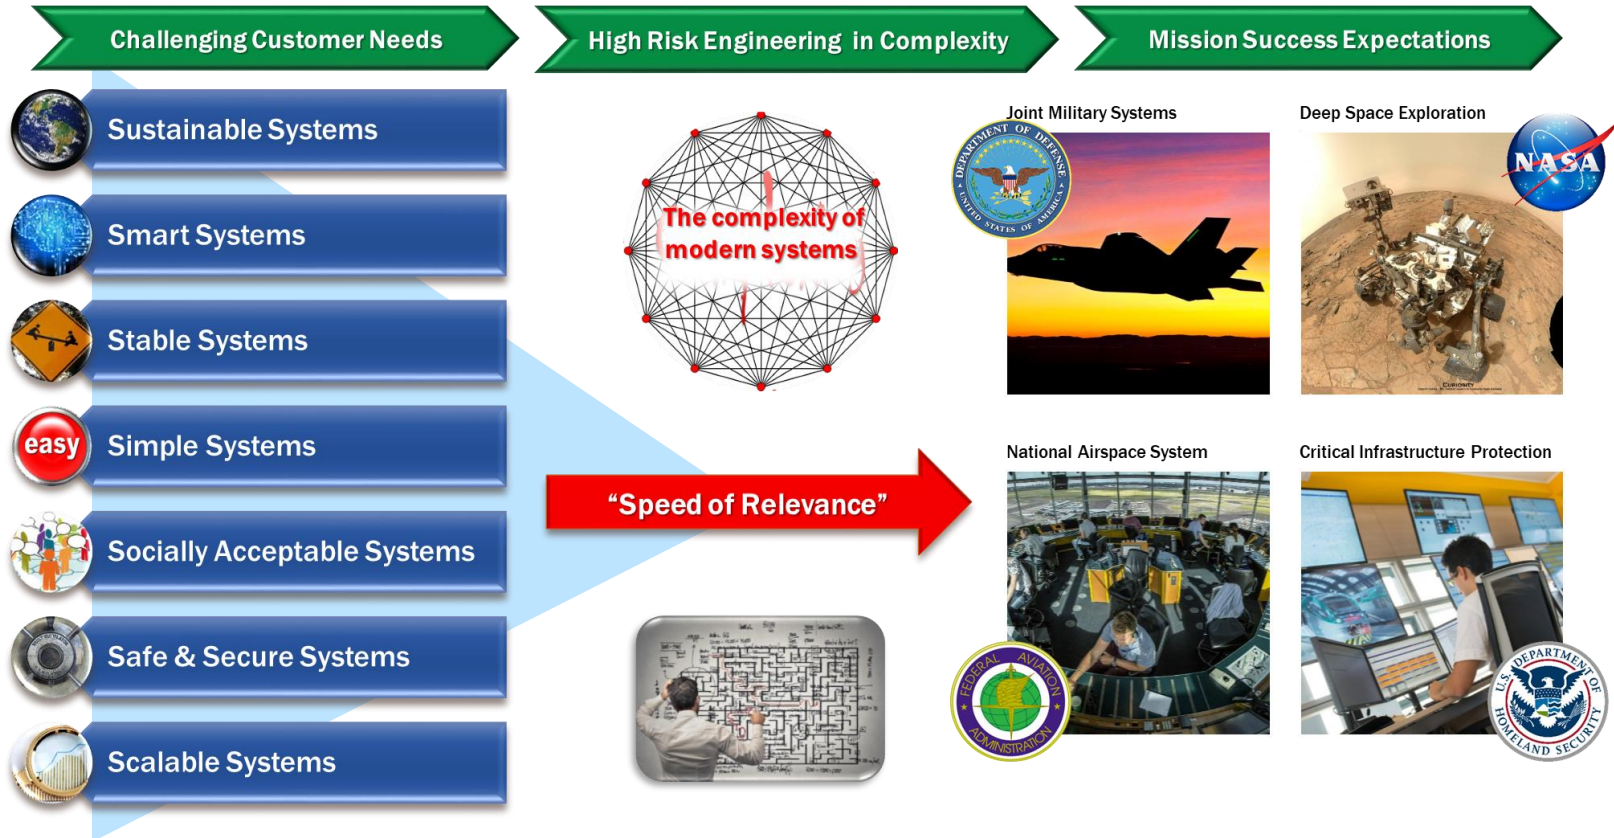 Challenging Customer Needs
High Risk Engineering in Complexity
Mission Success Expectations
Sustainable Systems
Smart Systems
Stable Systems
easy
Simple Systems
Socially Acceptable Systems
Safe & Secure Systems
Scalable Systems
The complexity of
modern systems
“Speed of Relevance”
Joint Military Systems
DEPARTMENT OF DEFENSE
UNITED STATES OF AMERICA
Deep Space Exploration
NASA
CURIOSITY
National Airspace System
FEDERAL AVIATION
ADMINISTRATION
Critical Infrastructure Protection
U.S. DEPARTMENT OF
HOMELAND SECURITY